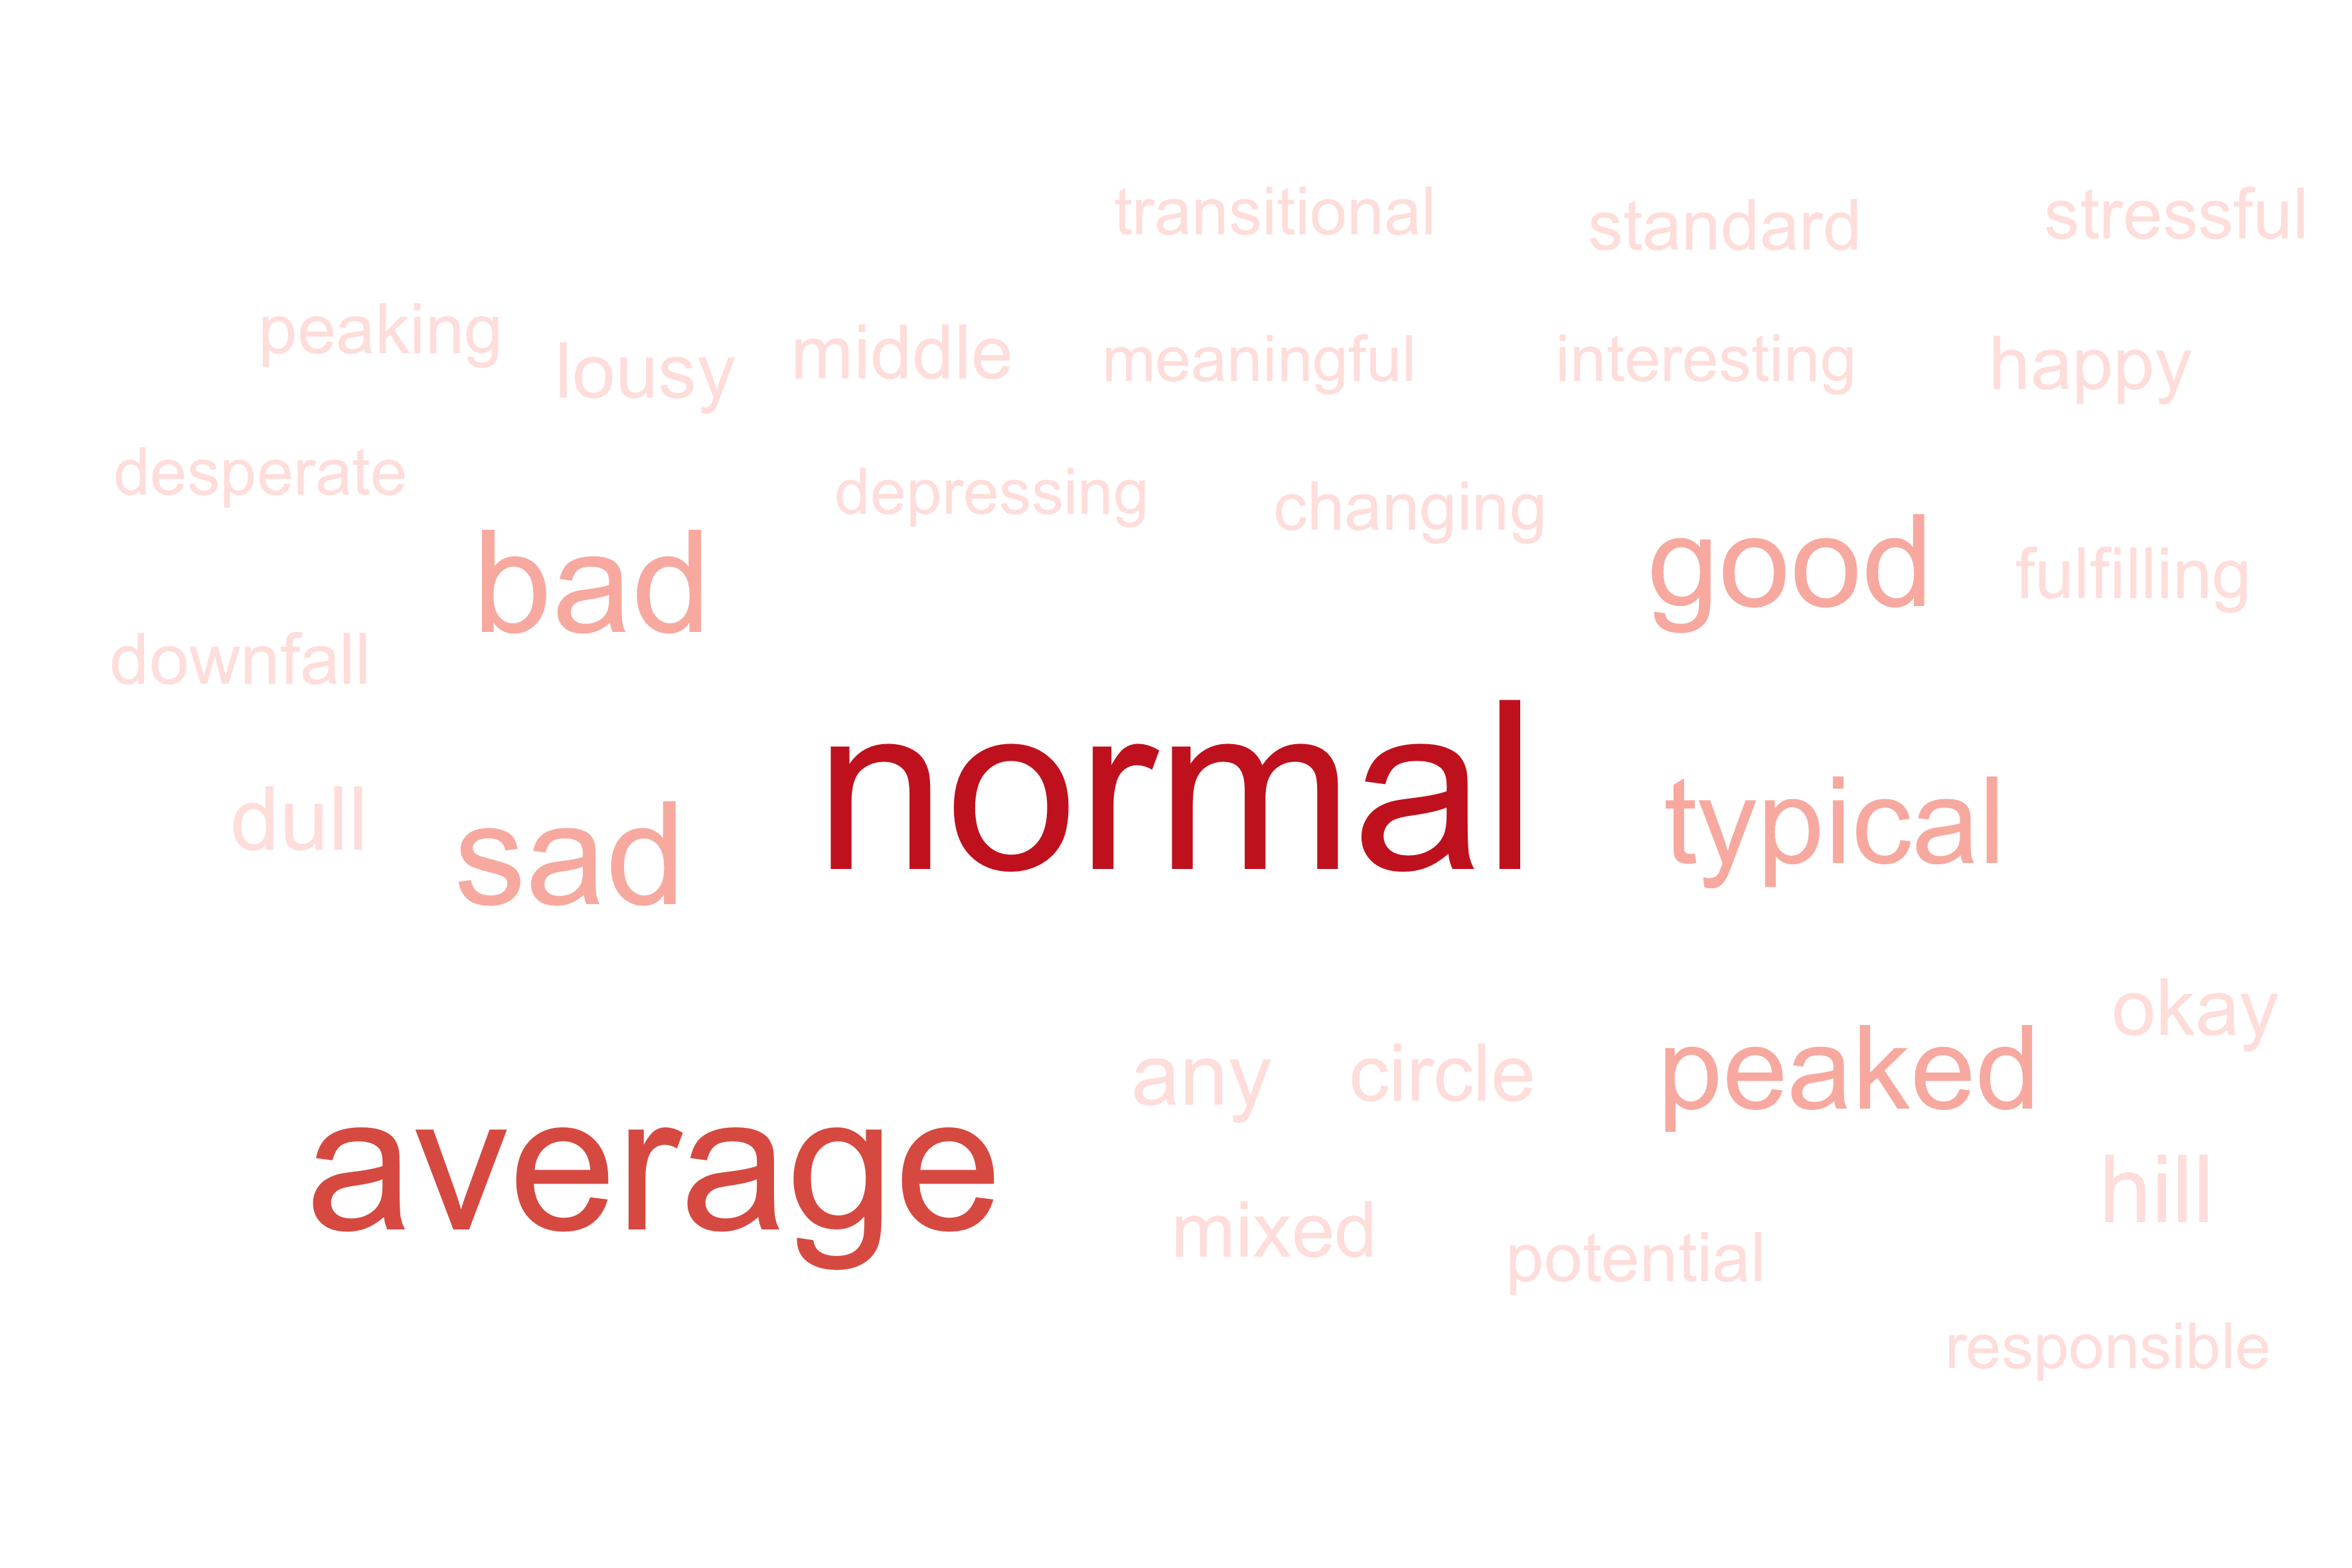 transitional
standard
stressful
peaking
lousy
middle
meaningful
interesting
happy
desperate
depressing
changing
bad
good
fulfilling
downfall
normal
dull
sad
typical
okay
any
circle
peaked
average
mixed
potential
hill
responsible